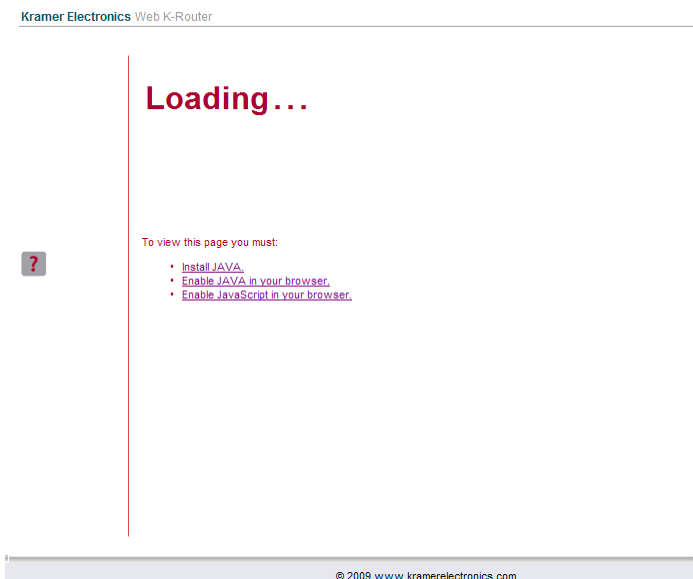 Kramer Electronics Web K-Router
Loading...
To view this page you must:
• Install JAVA.
• Enable JAVA in your browser.
• Enable JavaScript in your browser.
?
© 2009 www.kramerelectronics.com